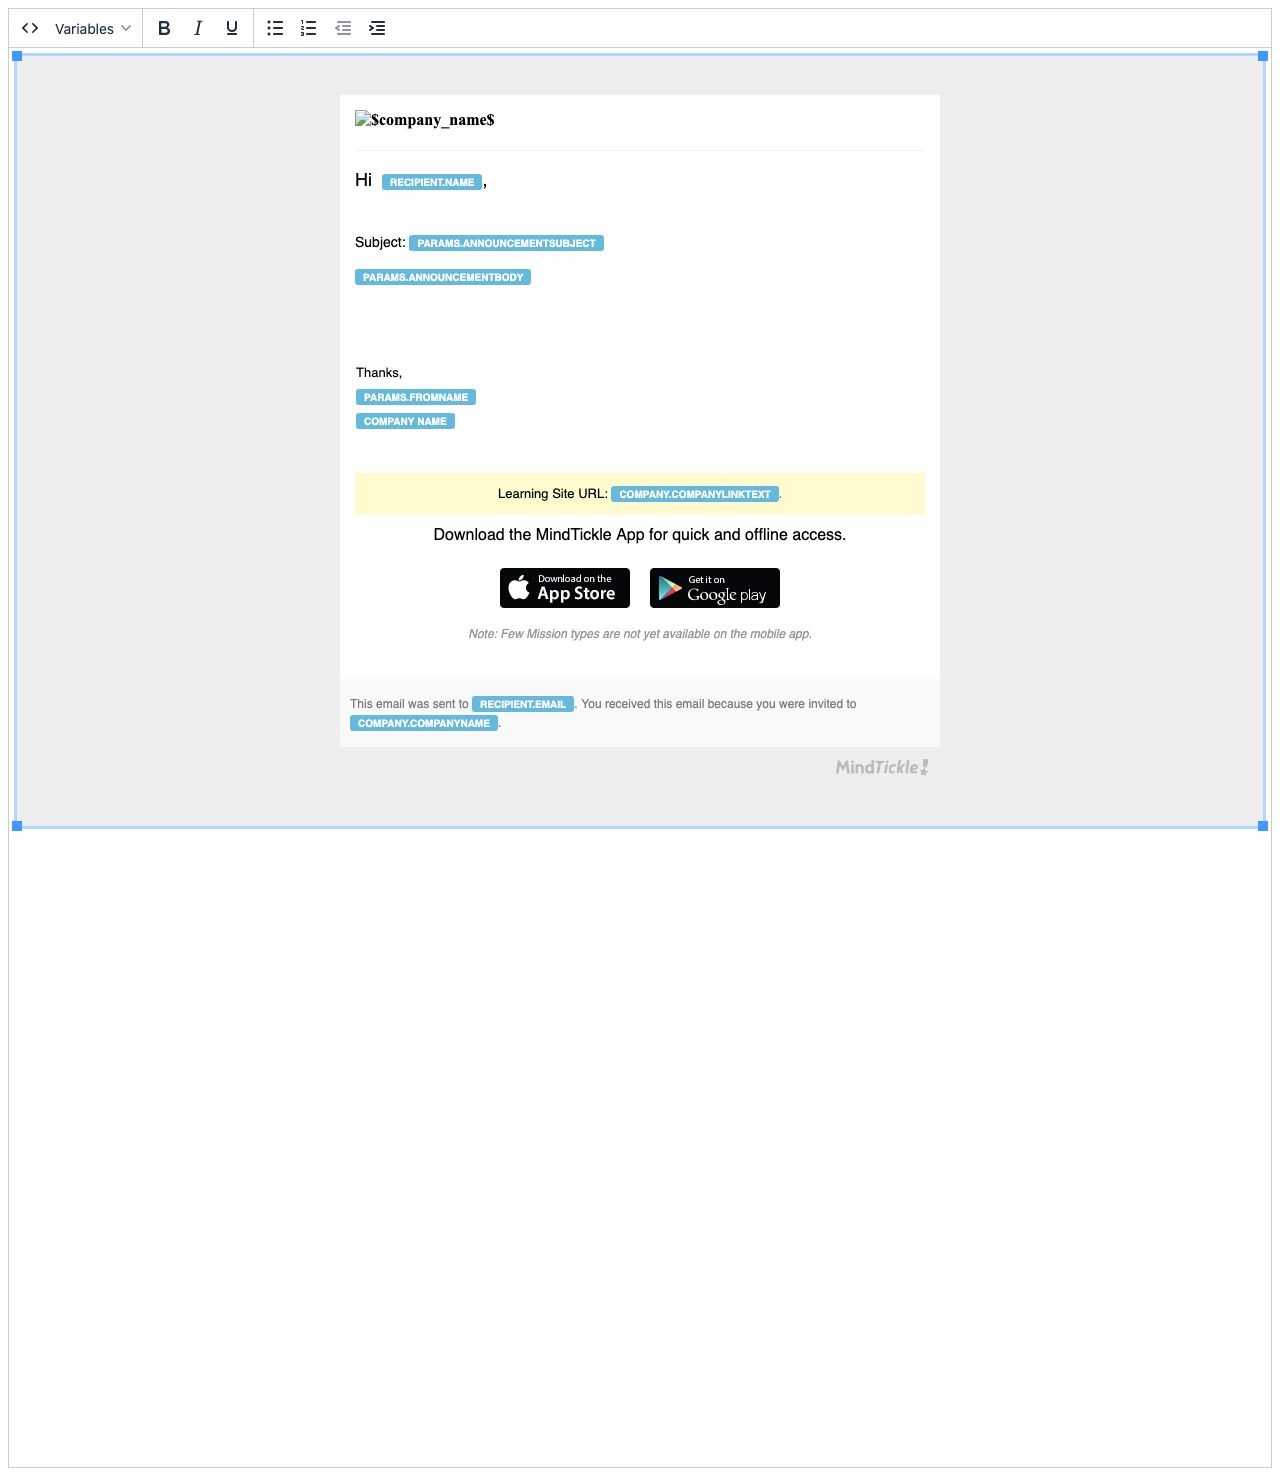 Variables B I U
$company_name$
Hi RECIPIENT.NAME,
Subject: PARAMS.ANNOUNCEMENTSUBJECT
PARAMS.ANNOUNCEMENTBODY
Thanks,
PARAMS.FROMNAME
COMPANY NAME
Learning Site URL: COMPANY.COMPANYLINKTEXT.
Download the MindTickle App for quick and offline access.
Download on the
App Store
Get it on
Google play
Note: Few Mission types are not yet available on the mobile app.
This email was sent to RECIPIENT.EMAIL. You received this email because you were invited to
COMPANY.COMPANYNAME.
MindTickle!